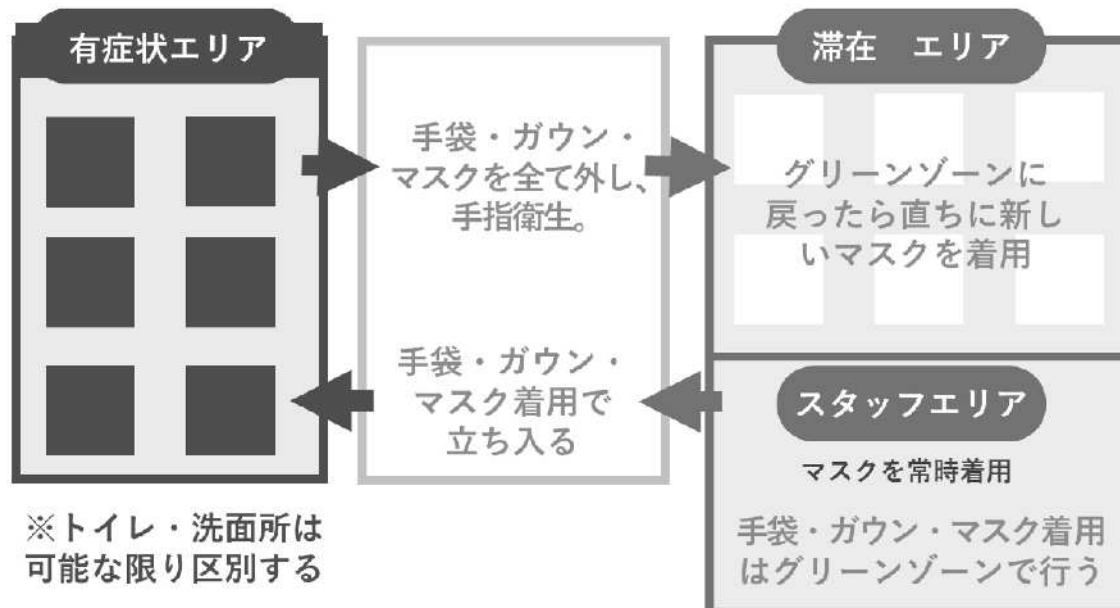 有症状エリア
手袋・ガウン・
マスクを全て外し、
手指衛生。
手袋・ガウン・
マスク着用で
立ち入る
滞在　エリア
グリーンゾーンに
戻ったら直ちに新し
いマスクを着用
スタッフエリア
マスクを常時着用
手袋・ガウン・マスク着用
はグリーンゾーンで行う
※トイレ・洗面所は
可能な限り区別する